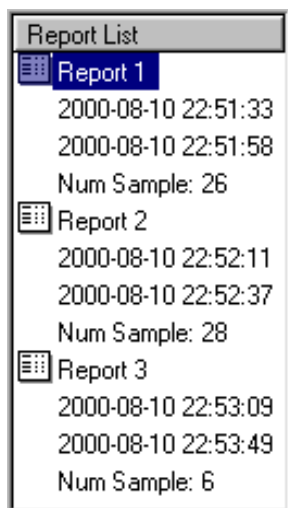 Report List
Report 1
2000-08-10 22:51:33
2000-08-10 22:51:58
Num Sample: 26
Report 2
2000-08-10 22:52:11
2000-08-10 22:52:37
Num Sample: 28
Report 3
2000-08-10 22:53:09
2000-08-10 22:53:49
Num Sample: 6